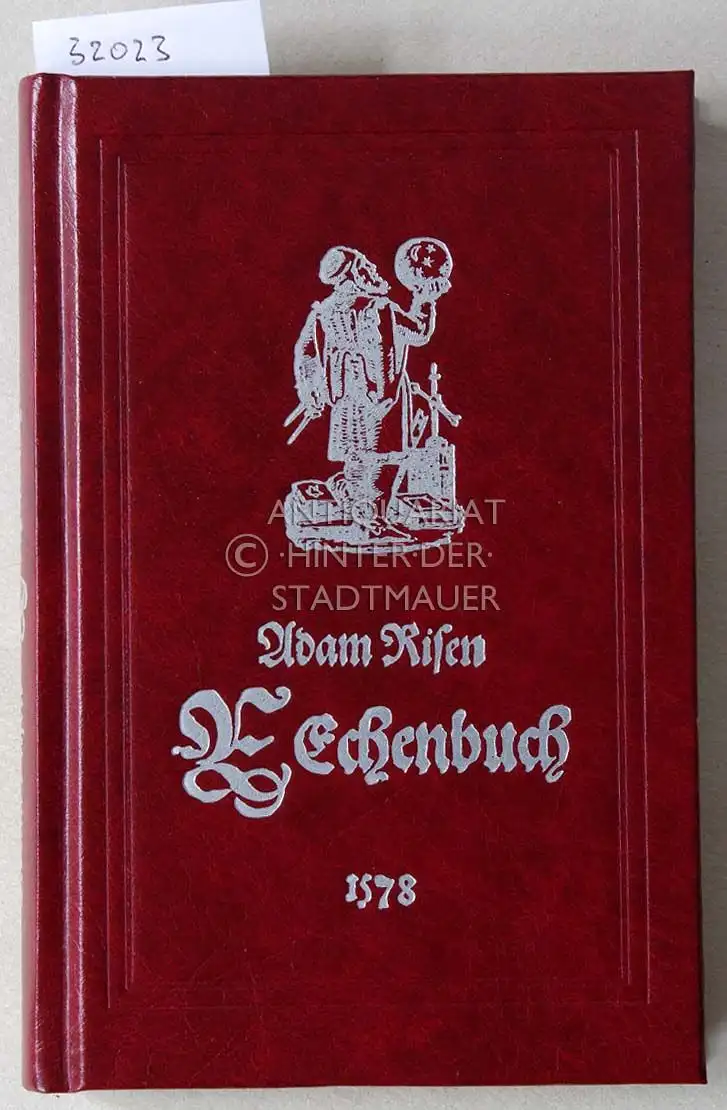 32023
ANTIQUARIAT
© ·HINTER·DER·
STADTMAUER
Adam Risen
REchenbuch
1578